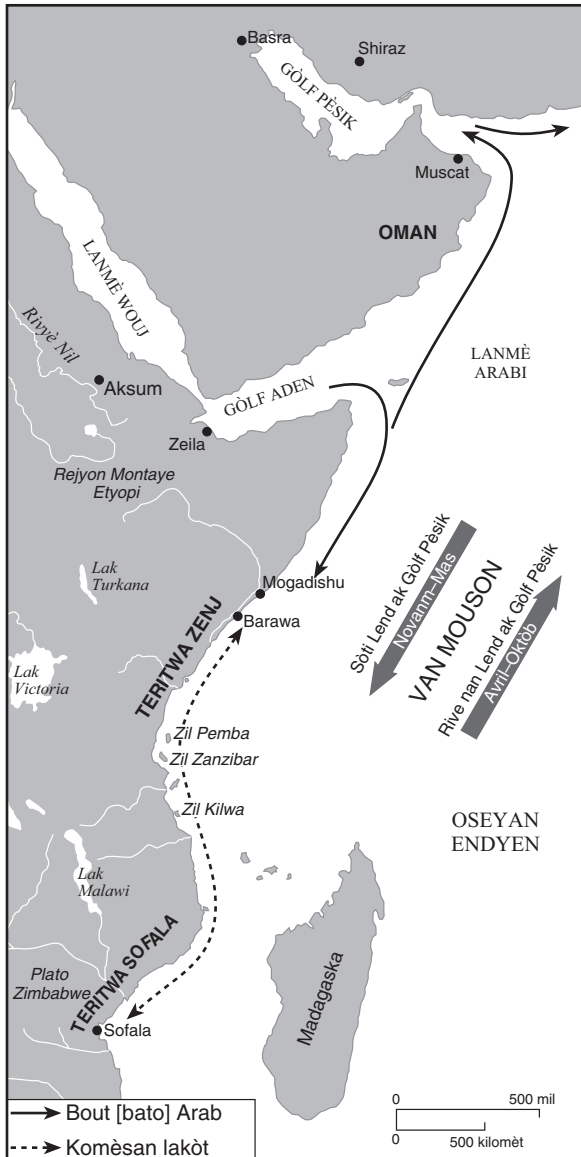 Basra
Shiraz
GÒLF PÈSIK
Muscat
OMAN
LANMÈ WOUJ
LANMÈ
ARABI
Rivyè Nil
Aksum
GÒLF ADEN
Zeila
Rejyon Montaye
Etyopi
Lak
Turkana
Mogadishu
Barawa
TERITWA ZENJ
Lak
Victoria
Sòti Lend ak Gòlf Pèsik
Novanm–Mas
VAN MOUSON
Rive nan Lend ak Gòlf Pèsik
Avril–Oktòb
Zil Pemba
Zil Zanzibar
Zil Kilwa
OSEYAN
ENDYEN
Lak
Malawi
TERITWA SOFALA
Plato
Zimbabwe
Sofala
Madagaska
0 500 mil
0 500 kilomèt
Bout [bato] Arab
Komèsan lakòt